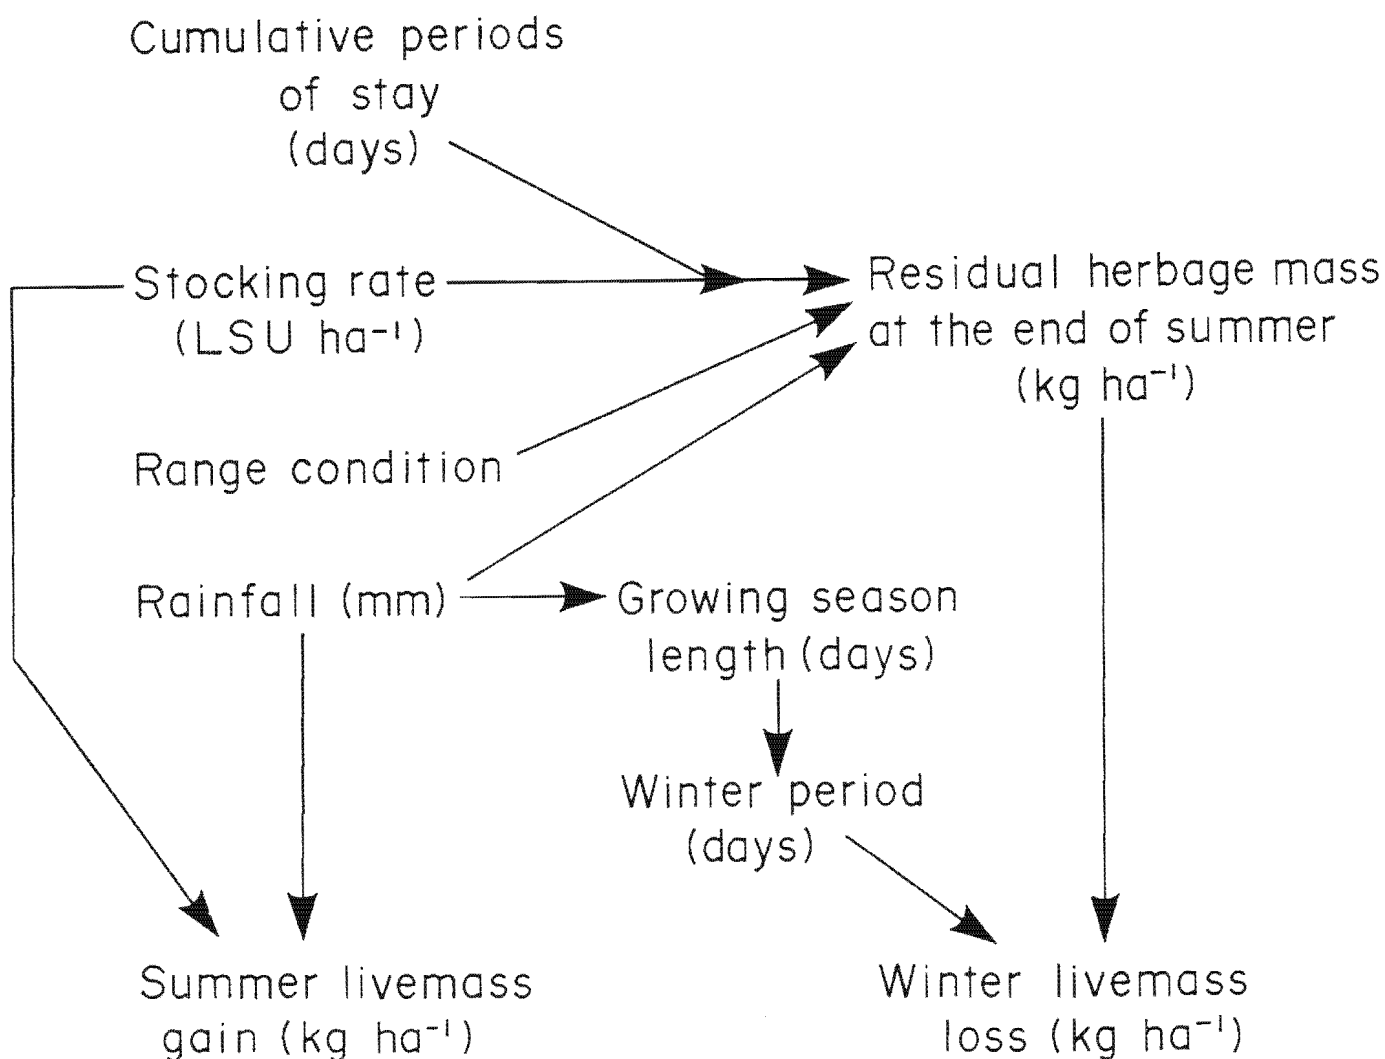 Cumulative periods
of stay
(days)
Stocking rate
(LSU ha⁻¹)
Residual herbage mass
at the end of summer
(kg ha⁻¹)
Range condition
Rainfall (mm)
Growing season
length (days)
Winter period
(days)
Summer livemass
gain (kg ha⁻¹)
Winter livemass
loss (kg ha⁻¹)